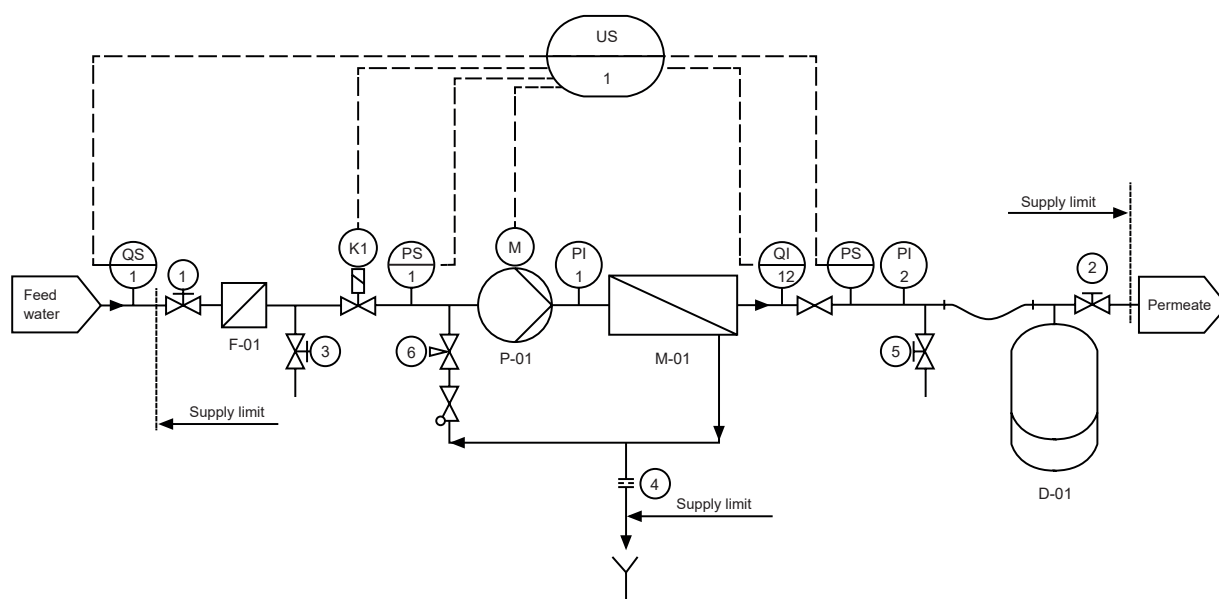 US
1
Supply limit
QS
1
1
K1
PS
1
M
PI
1
QI
12
PS
PI
2
2
Feed
water
Permeate
F-01
3
6
P-01
M-01
5
Supply limit
4
D-01
Supply limit